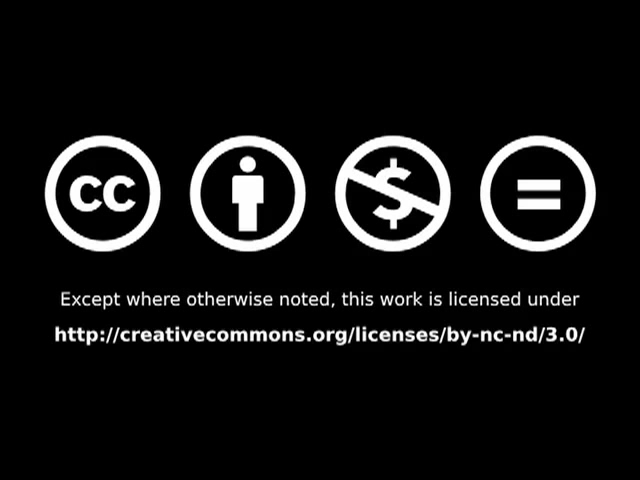 cc
$
=
Except where otherwise noted, this work is licensed under
http://creativecommons.org/licenses/by-nc-nd/3.0/